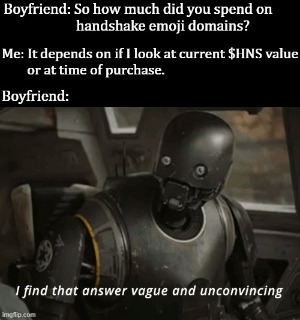 Boyfriend: So how much did you spend on
handshake emoji domains?
Me: It depends on if I look at current $HNS value
or at time of purchase.
Boyfriend:
I find that answer vague and unconvincing
imgflip.com